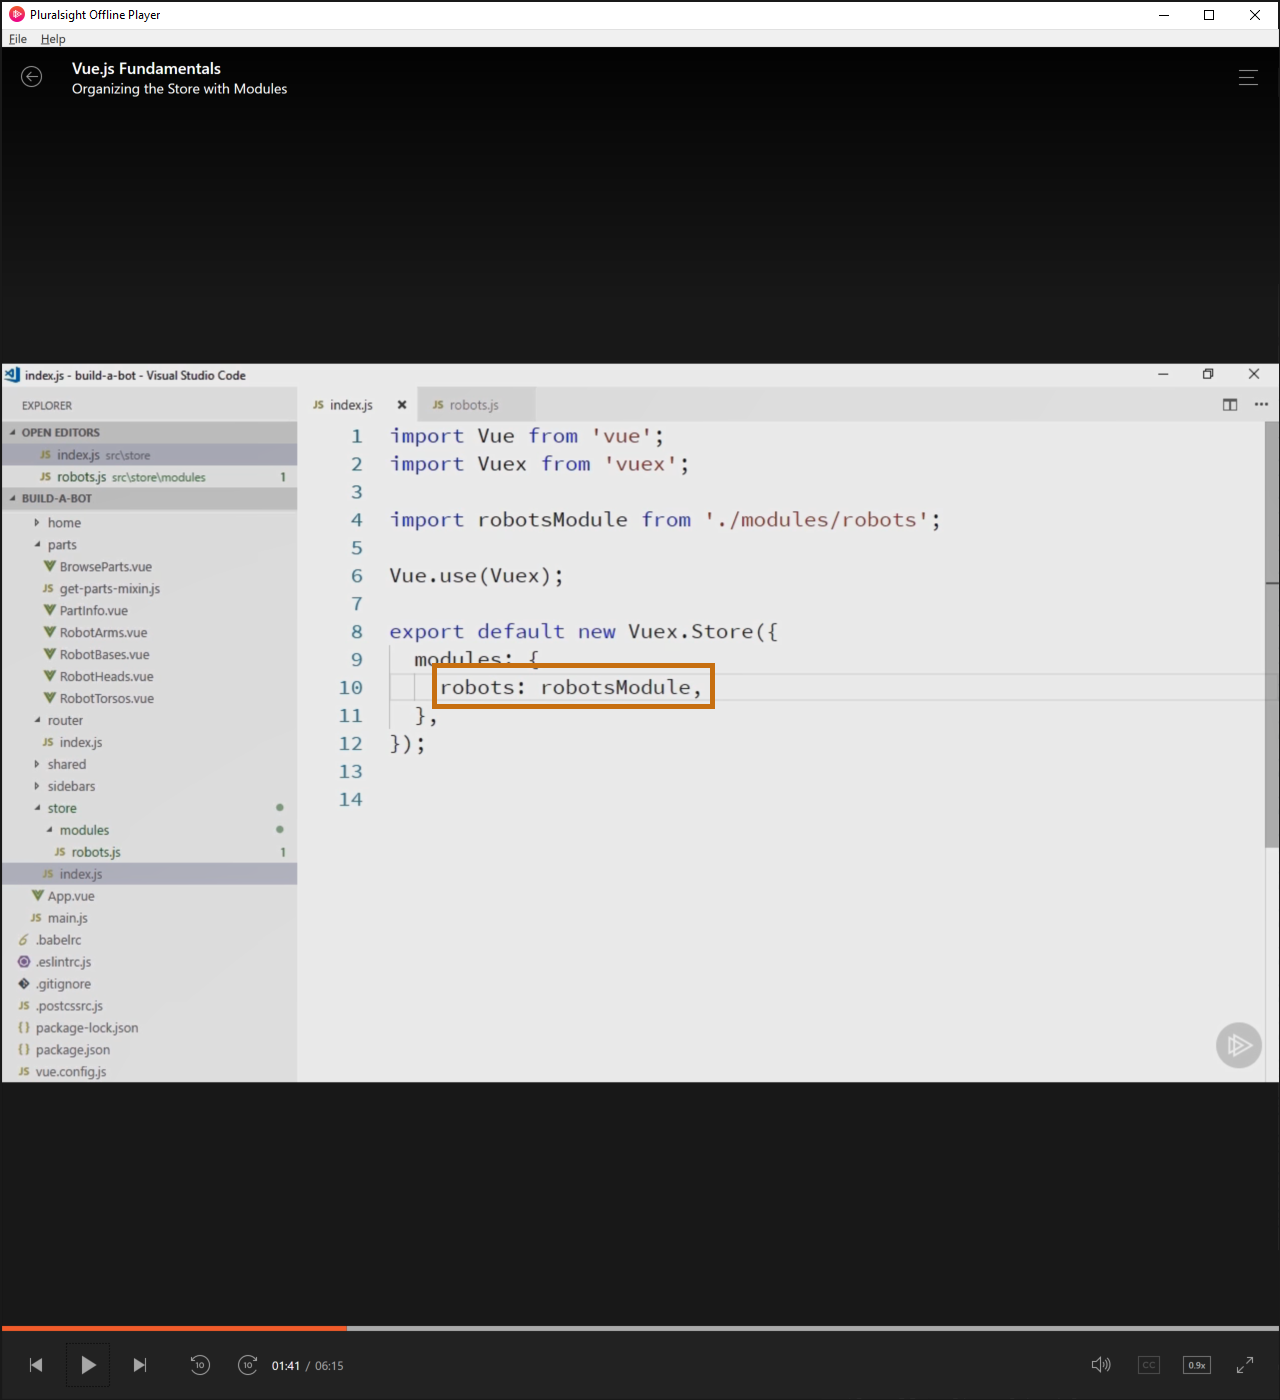 Pluralsight Offline Player
File Help
Vue.js Fundamentals
Organizing the Store with Modules
index.js - build-a-bot - Visual Studio Code
EXPLORER
OPEN EDITORS
JS index.js src\store
JS robots.js src\store\modules 1
BUILD-A-BOT
home
parts
BrowseParts.vue
JS get-parts-mixin.js
PartInfo.vue
RobotArms.vue
RobotBases.vue
RobotHeads.vue
RobotTorsos.vue
router
JS index.js
shared
sidebars
store
modules
JS robots.js 1
JS index.js
App.vue
JS main.js
.babelrc
.eslintrc.js
.gitignore
JS .postcssrc.js
{} package-lock.json
{} package.json
JS vue.config.js
JS index.js
JS robots.js
1 import Vue from 'vue';
2 import Vuex from 'vuex';
3
4 import robotsModule from './modules/robots';
5
6 Vue.use(Vuex);
7
8 export default new Vuex.Store({
9 modules: {
10 robots: robotsModule,
11 },
12 });
13
14
10
10
01:41 / 06:15
CC
0.9x